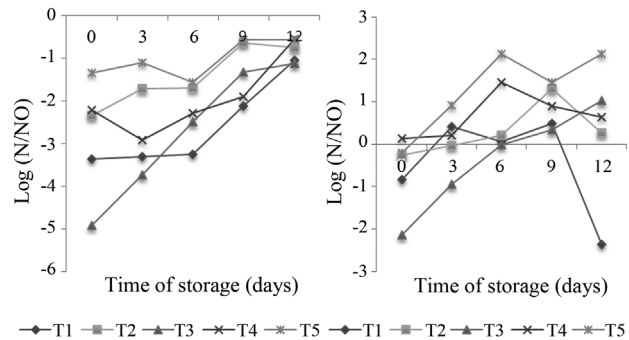 0
-1
-2
-3
-4
-5
-6
Log (N/NO)
0 3 6 9 12
Time of storage (days)
3
2
1
0
-1
-2
-3
Log (N/NO)
0 3 6 9 12
Time of storage (days)
T1 T2 T3 T4 T5 T1 T2 T3 T4 T5